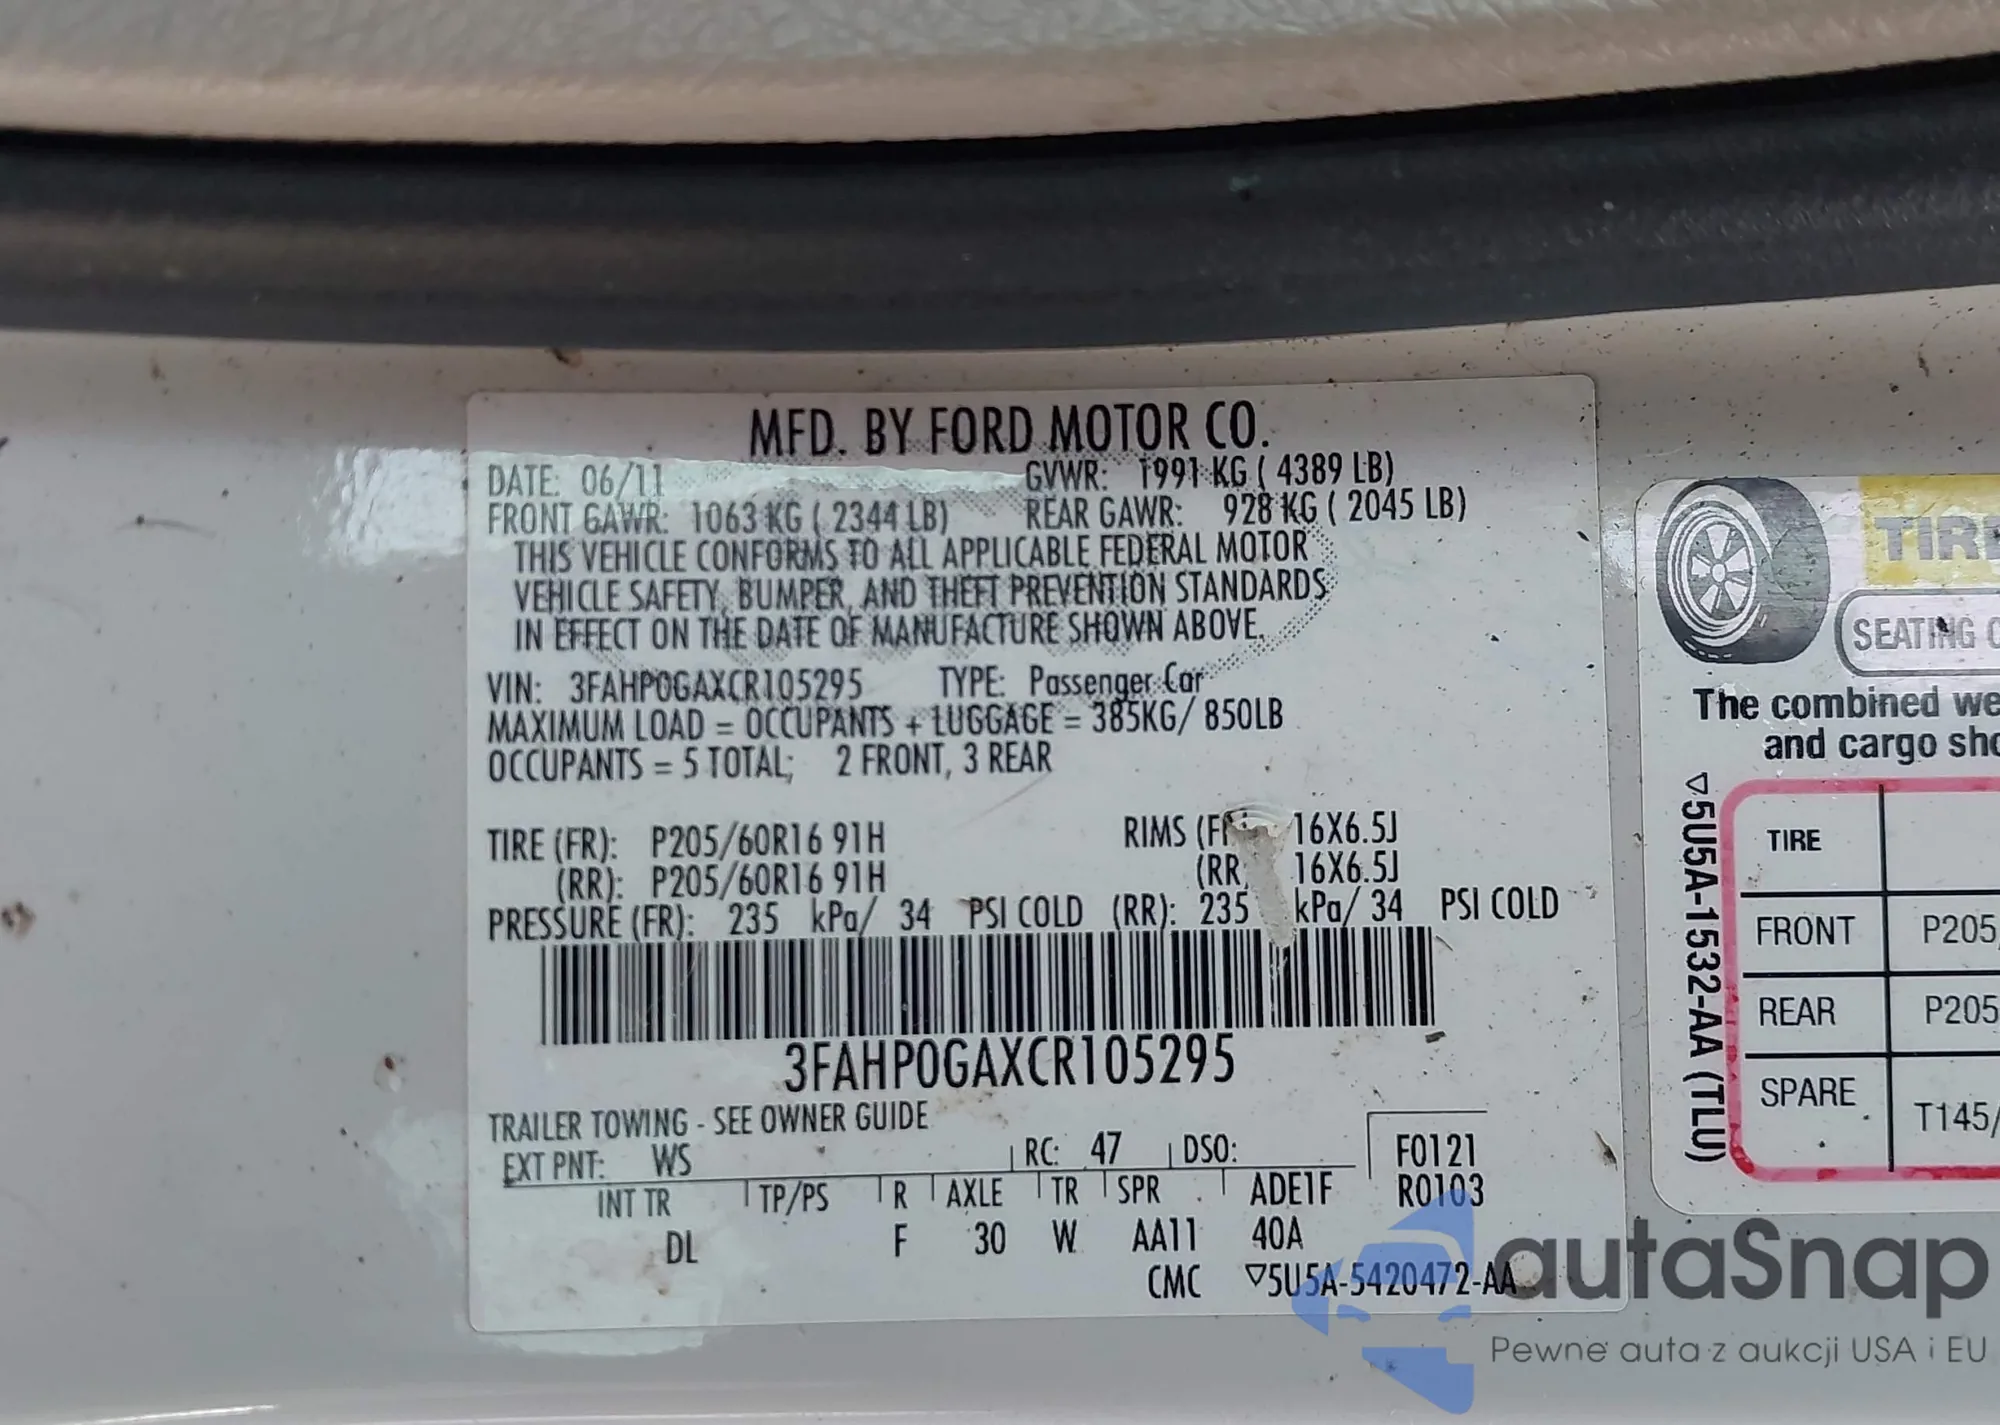 MFD. BY FORD MOTOR CO.
DATE: 06/11 GVWR: 1991 KG ( 4389 LB)
FRONT GAWR: 1063 KG ( 2344 LB) REAR GAWR: 928 KG ( 2045 LB)
THIS VEHICLE CONFORMS TO ALL APPLICABLE FEDERAL MOTOR
VEHICLE SAFETY, BUMPER, AND THEFT PREVENTION STANDARDS
IN EFFECT ON THE DATE OF MANUFACTURE SHOWN ABOVE.
VIN: 3FAHP0GAXCR105295 TYPE: Passenger Car
MAXIMUM LOAD = OCCUPANTS + LUGGAGE = 385KG/ 850LB
OCCUPANTS = 5 TOTAL; 2 FRONT, 3 REAR
TIRE (FR): P205/60R16 91H RIMS 16X6.5J
(RR): P205/60R16 91H (RR 16X6.5J
PRESSURE (FR): 235 kPa/ 34 PSI COLD (RR): 235 kPa/ 34 PSI COLD
3FAHP0GAXCR105295
TRAILER TOWING - SEE OWNER GUIDE
EXT PNT: WS RC: 47 DSO: F0121
INT TR TP/PS R AXLE TR SPR ADE1F R0103
DL F 30 W AA11 40A
CMC ▽5U5A-5420472-AA
TIRE
SEATING
The combined
and cargo
▽5U5A-1532-AA (TLU)
TIRE
FRONT P205
REAR P205
SPARE T145/
autaSnap
Pewne auta z aukcji USA i EU